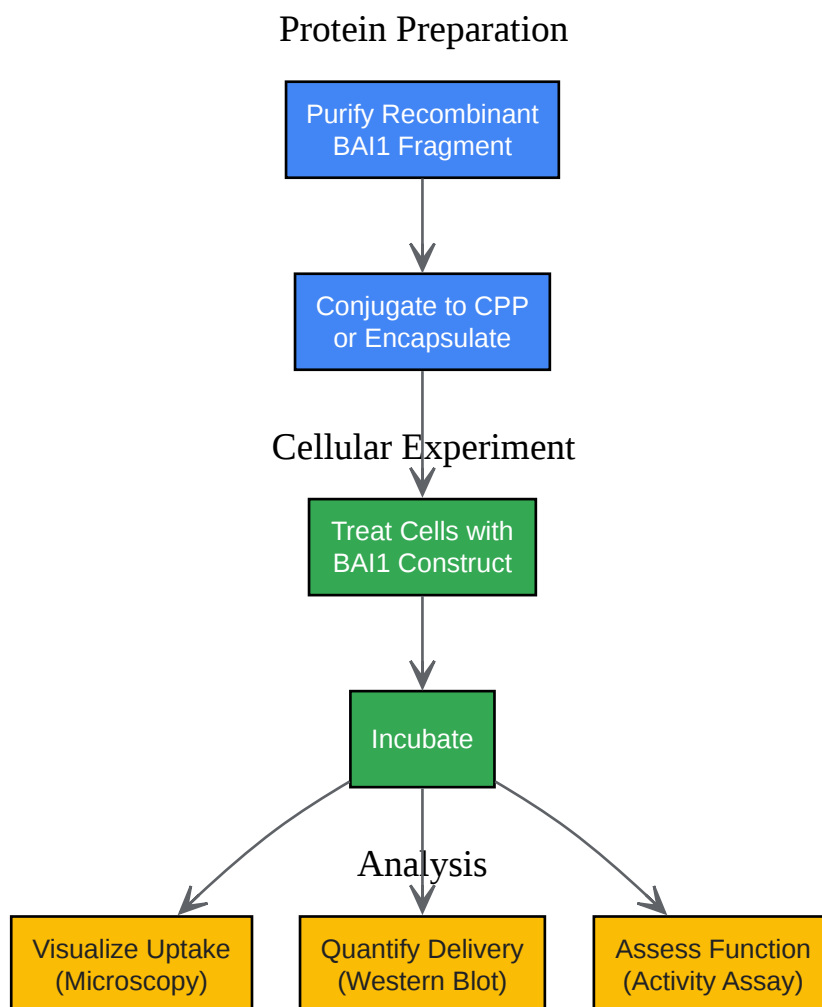 Protein Preparation
Purify Recombinant
BAI1 Fragment
Conjugate to CPP
or Encapsulate
Cellular Experiment
Treat Cells with
BAI1 Construct
Incubate
Analysis
Visualize Uptake
(Microscopy)
Quantify Delivery
(Western Blot)
Assess Function
(Activity Assay)